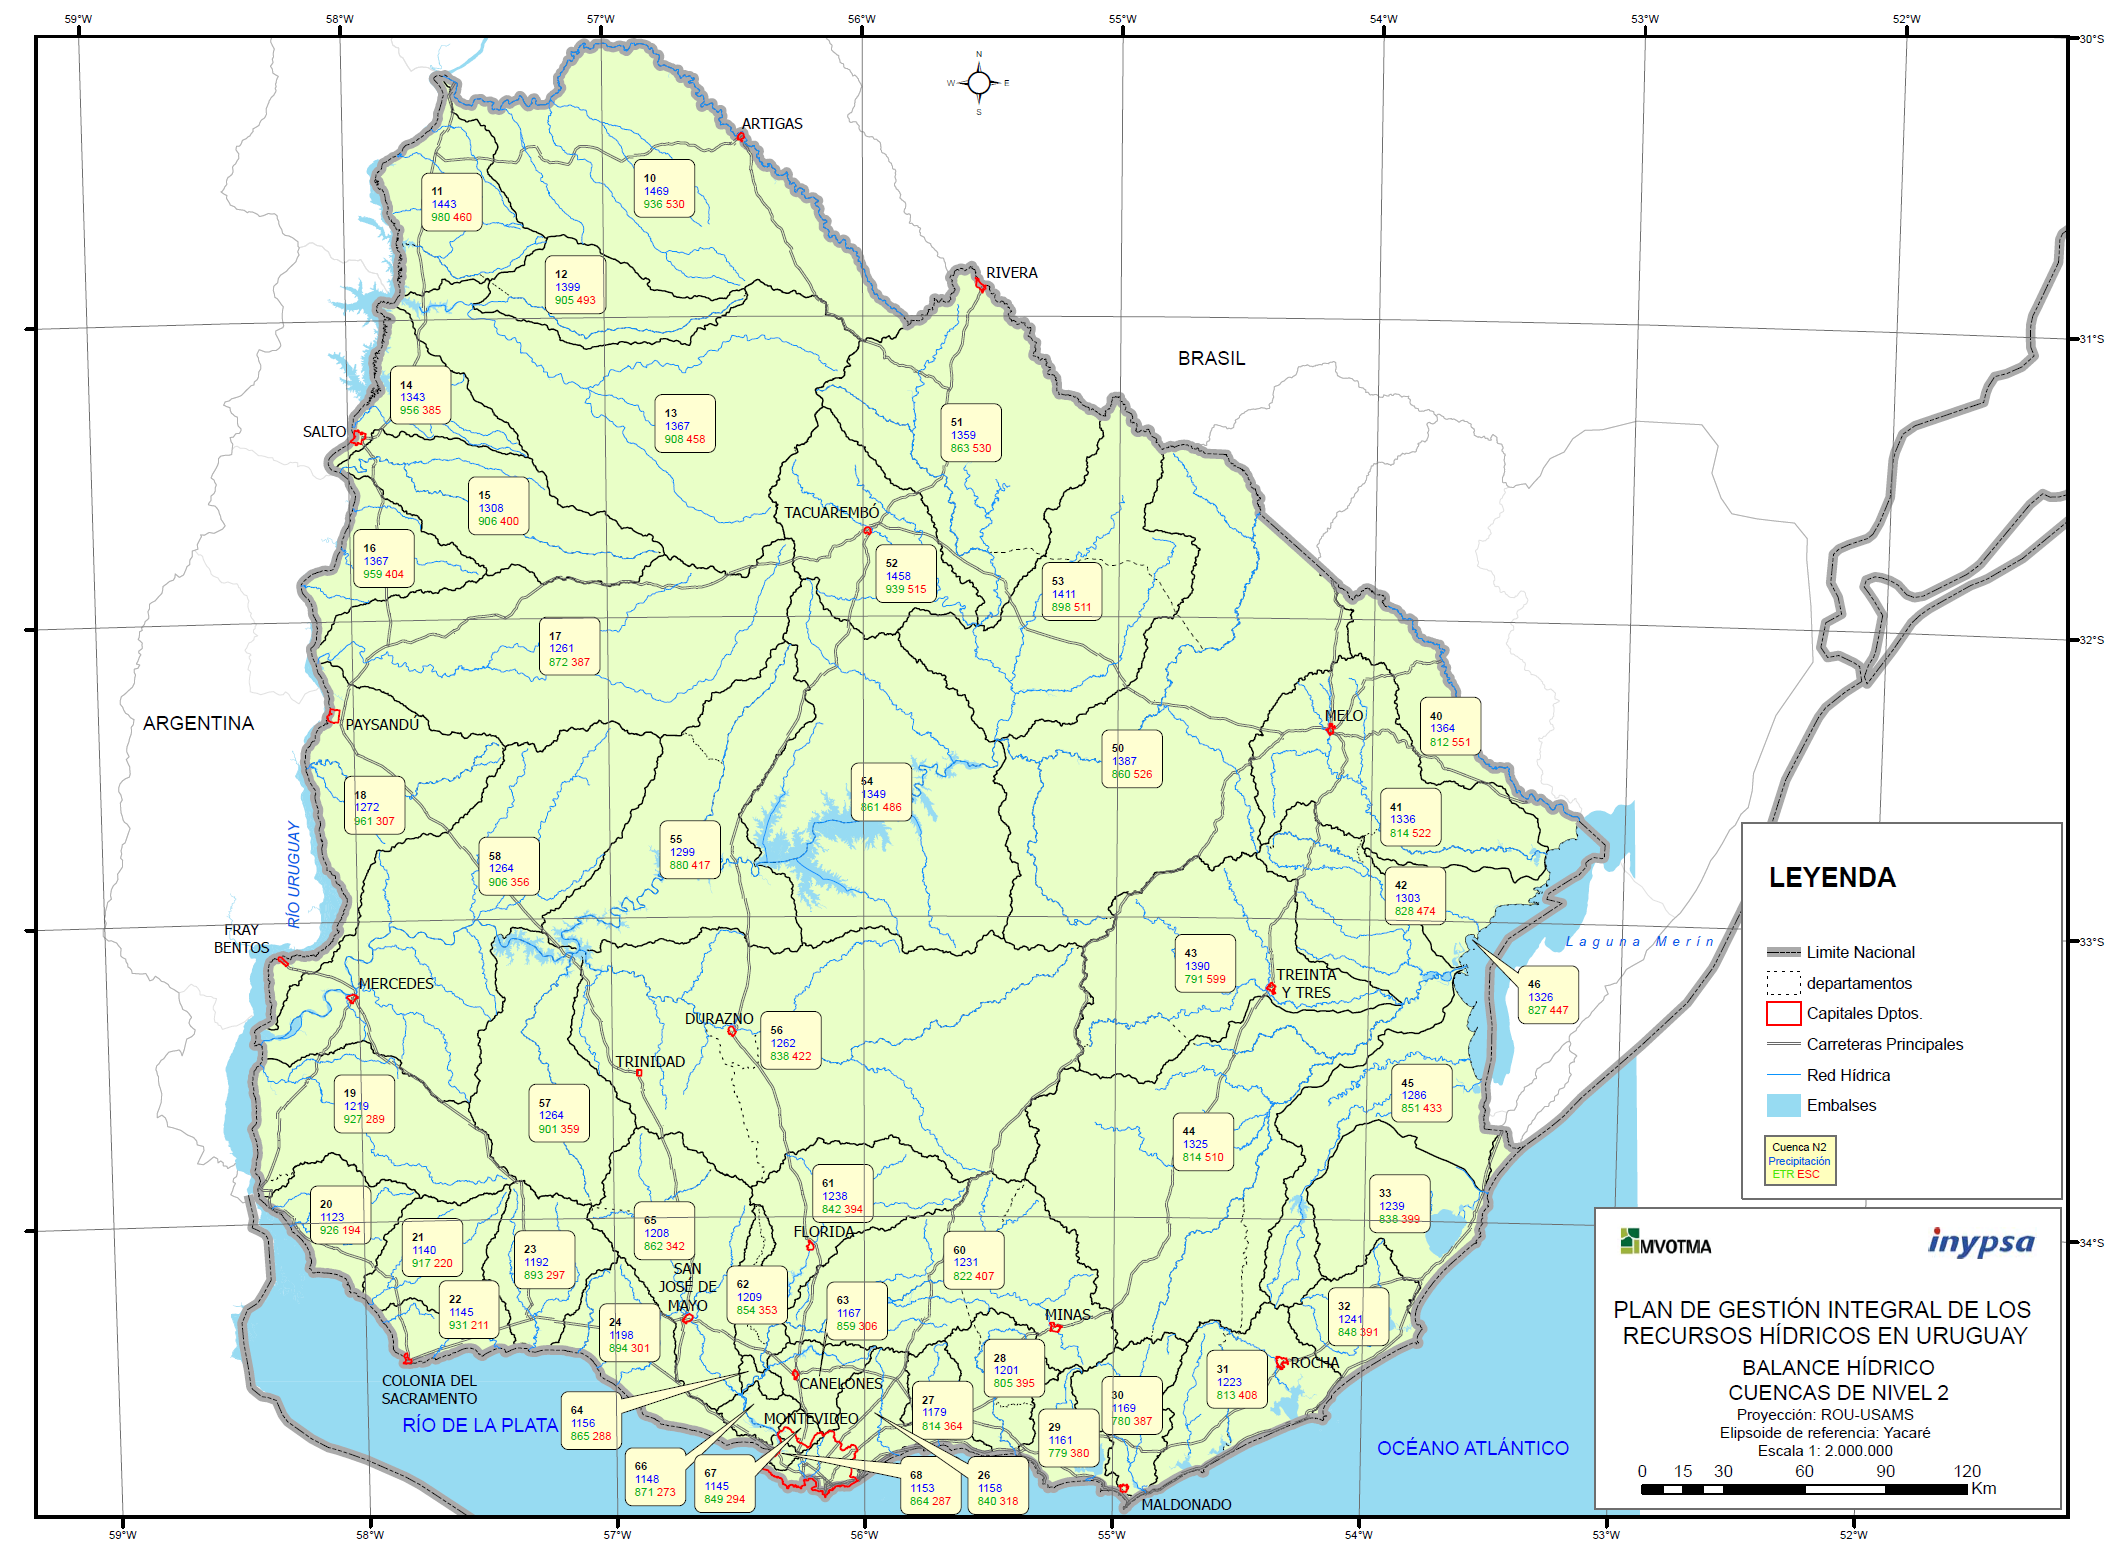 59°W
58°W
57°W
56°W
55°W
54°W
53°W
52°W
30°S
31°S
32°S
33°S
34°S
N
W
E
S
ARTIGAS
RIVERA
BRASIL
SALTO
TACUAREMBÓ
ARGENTINA
PAYSANDÚ
MELO
RÍO URUGUAY
FRAY
BENTOS
MERCEDES
Laguna Merín
TREINTA
Y TRES
DURAZNO
TRINIDAD
FLORIDA
SAN
JOSE DE
MAYO
MINAS
ROCHA
COLONIA DEL
SACRAMENTO
CANELONES
MONTEVIDEO
RÍO DE LA PLATA
MALDONADO
OCÉANO ATLÁNTICO
10
1469
936 530
11
1443
980 460
12
1399
905 493
14
1343
956 385
13
1367
908 458
51
1359
863 530
15
1308
906 400
16
1367
959 404
52
1458
939 515
53
1411
898 511
17
1261
872 387
40
1364
812 551
50
1387
860 526
54
1349
861 486
18
1272
961 307
41
1336
814 522
55
1299
880 417
58
1264
906 356
42
1303
828 474
43
1390
791 599
46
1326
827 447
56
1262
838 422
19
1219
927 289
57
1264
901 359
45
1286
851 433
44
1325
814 510
33
1239
838 399
20
1123
926 194
61
1238
842 394
65
1208
862 342
21
1140
917 220
23
1192
893 297
60
1231
822 407
22
1145
931 211
62
1209
854 353
63
1167
859 306
24
1198
894 301
32
1241
848 391
28
1201
805 395
31
1223
813 408
27
1179
814 364
30
1169
780 387
29
1161
779 380
64
1156
865 288
66
1148
871 273
67
1145
849 294
68
1153
864 287
26
1158
840 318
LEYENDA
Limite Nacional
departamentos
Capitales Dptos.
Carreteras Principales
Red Hídrica
Embalses
Cuenca N2
Precipitación
ETR ESC
MVOTMA
inypsa
PLAN DE GESTIÓN INTEGRAL DE LOS
RECURSOS HÍDRICOS EN URUGUAY
BALANCE HÍDRICO
CUENCAS DE NIVEL 2
Proyección: ROU-USAMS
Elipsoide de referencia: Yacaré
Escala 1: 2.000.000
0 15 30 60 90 120
Km
59°W
58°W
57°W
56°W
55°W
54°W
53°W
52°W